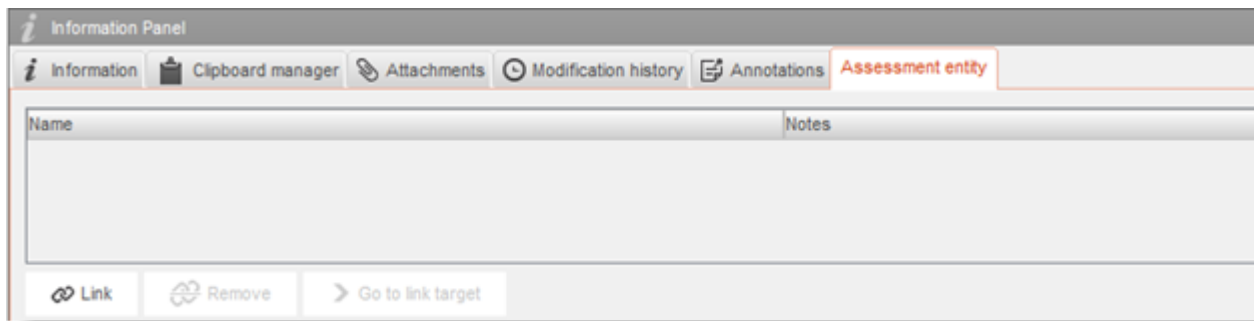 Information Panel
Information Clipboard manager Attachments Modification history Annotations Assessment entity
Name Notes
Link Remove Go to link target